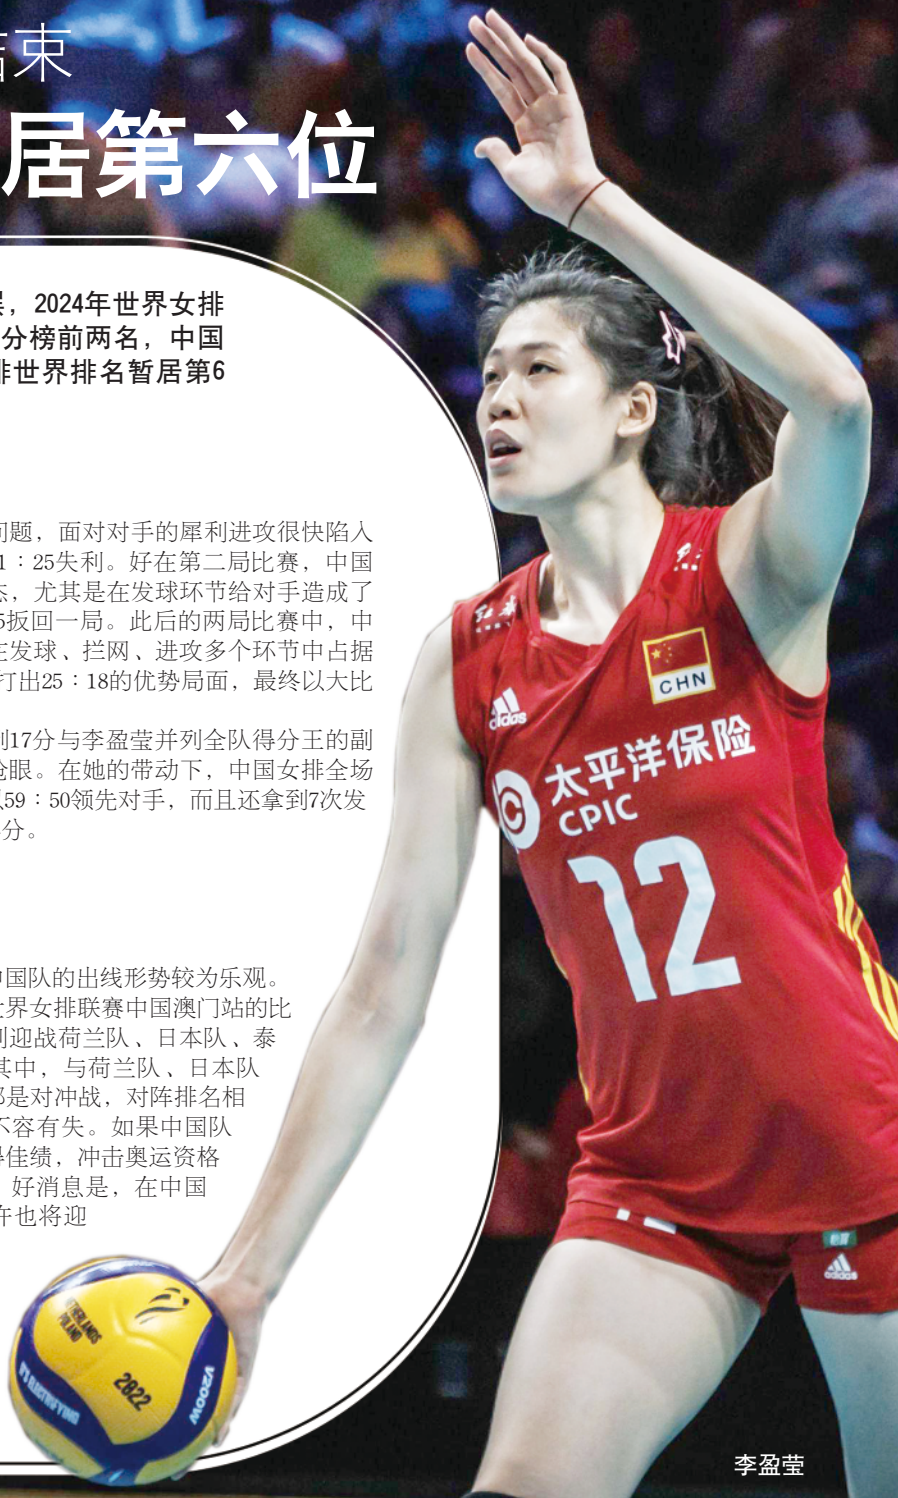 结束
居第六位
,2024年世界女排
分榜前两名，中国
排世界排名暂居第6
问题，面对对手的犀利进攻很快陷入
1：25失利。好在第二局比赛，中国
态，尤其是在发球环节给对手造成了
5扳回一局。此后的两局比赛中，中
在发球、拦网、进攻多个环节中占据
打出25：18的优势局面，最终以大比
到17分与李盈莹并列全队得分王的副
抢眼。在她的带动下，中国女排全场
以59：50领先对手，而且还拿到7次发
分。
中国队的出线形势较为乐观。
世界女排联赛中国澳门站的比
别迎战荷兰队、日本队、泰
其中，与荷兰队、日本队
都是对冲战，对阵排名相
不容有失。如果中国队
得佳绩，冲击奥运资格
好消息是，在中国
许也将迎
CHN
adidas
太平洋保险
CPIC
12
adidas
NETHERLANDS
POLAND
2022
IT'S ELECTRIFYING
V200W
李盈莹